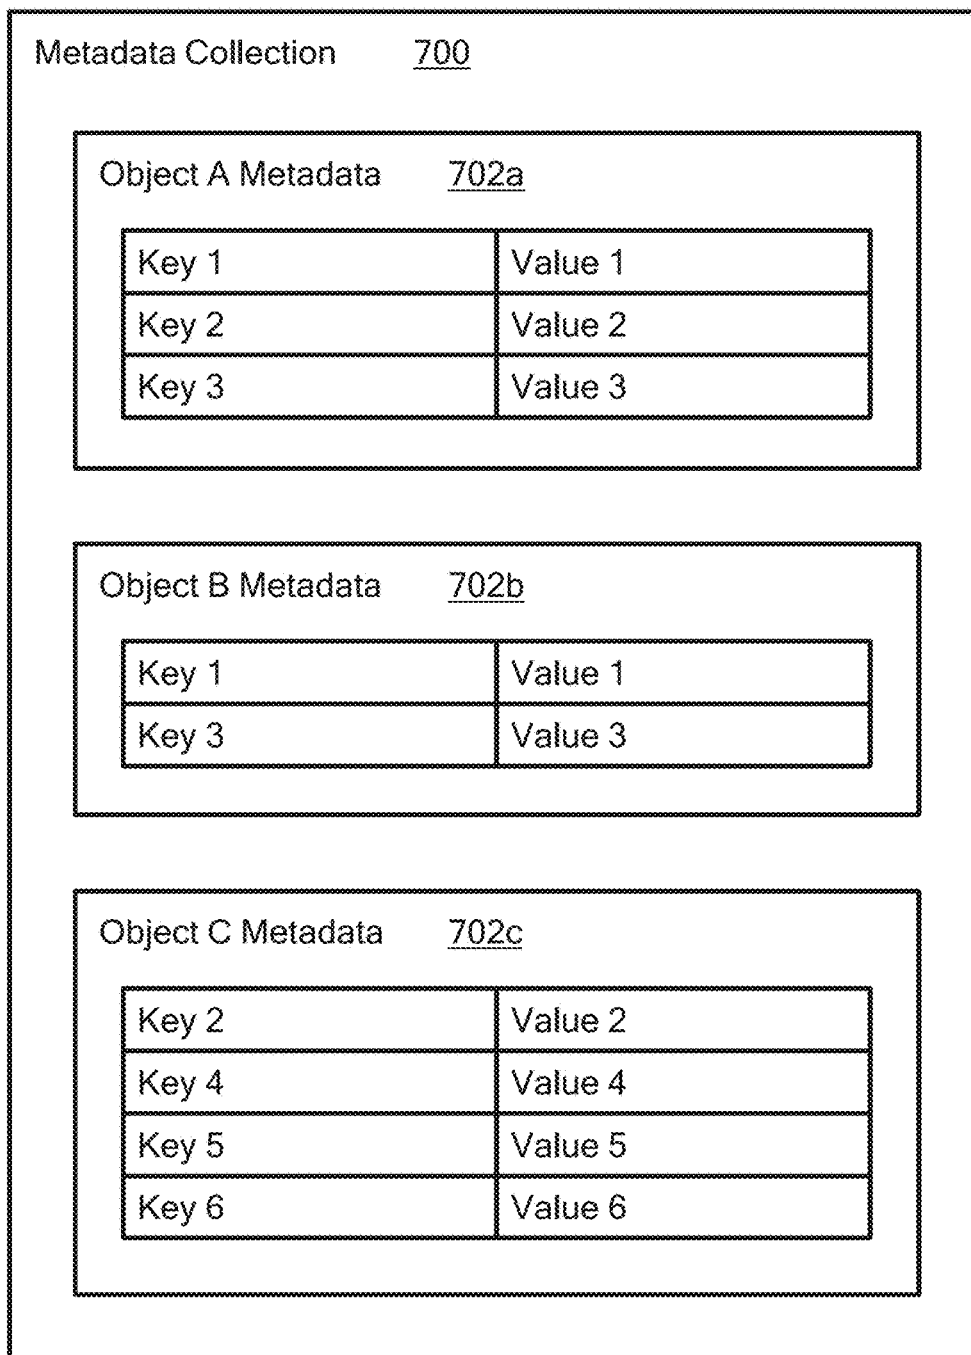 Metadata Collection 700
Object A Metadata 702a
Key 1 Value 1
Key 2 Value 2
Key 3 Value 3
Object B Metadata 702b
Key 1 Value 1
Key 3 Value 3
Object C Metadata 702c
Key 2 Value 2
Key 4 Value 4
Key 5 Value 5
Key 6 Value 6